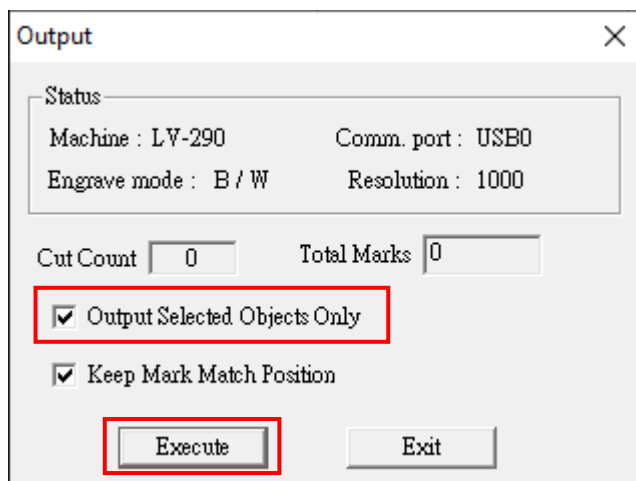 Output
Status
Machine : LV-290 Comm. port : USB0
Engrave mode : B / W Resolution : 1000
Cut Count 0 Total Marks 0
Output Selected Objects Only
Keep Mark Match Position
Execute Exit